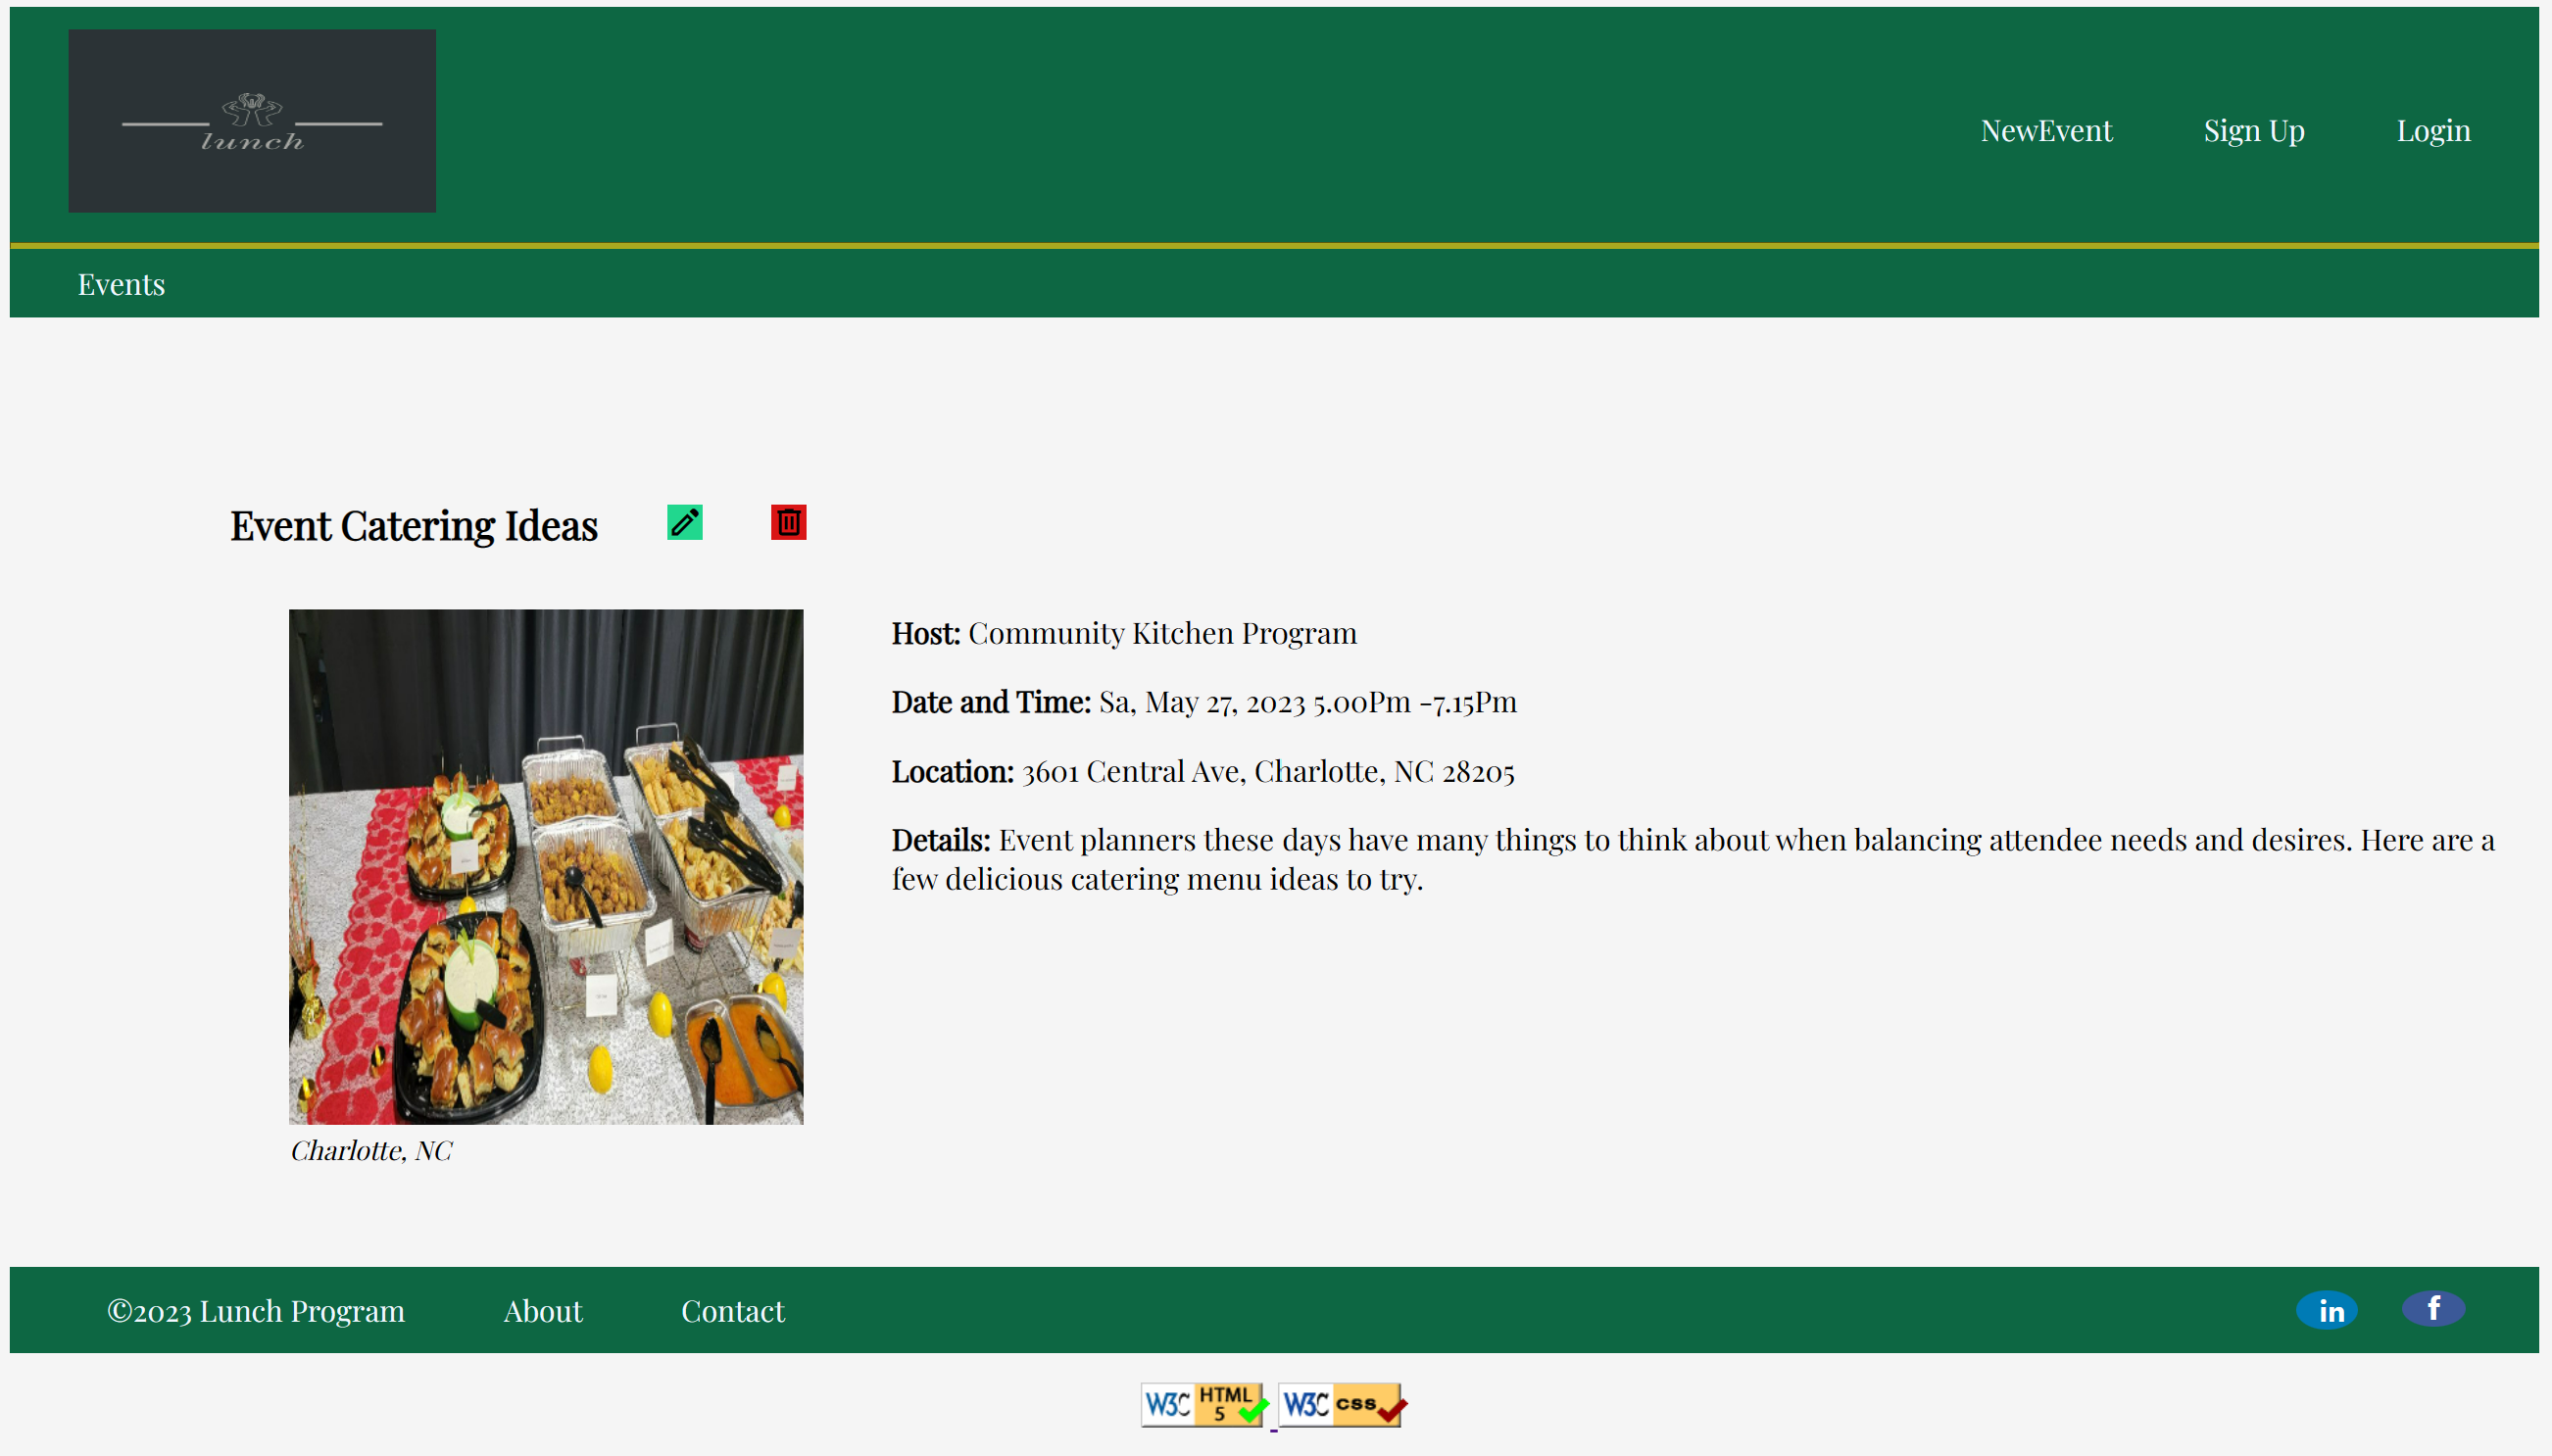 lunch
NewEvent Sign Up Login
Events
Event Catering Ideas
Host: Community Kitchen Program
Date and Time: Sa, May 27, 2023 5.00Pm -7.15Pm
Location: 3601 Central Ave, Charlotte, NC 28205
Details: Event planners these days have many things to think about when balancing attendee needs and desires. Here are a
few delicious catering menu ideas to try.
Charlotte, NC
©2023 Lunch Program About Contact
in f
W3C HTML 5 W3C css